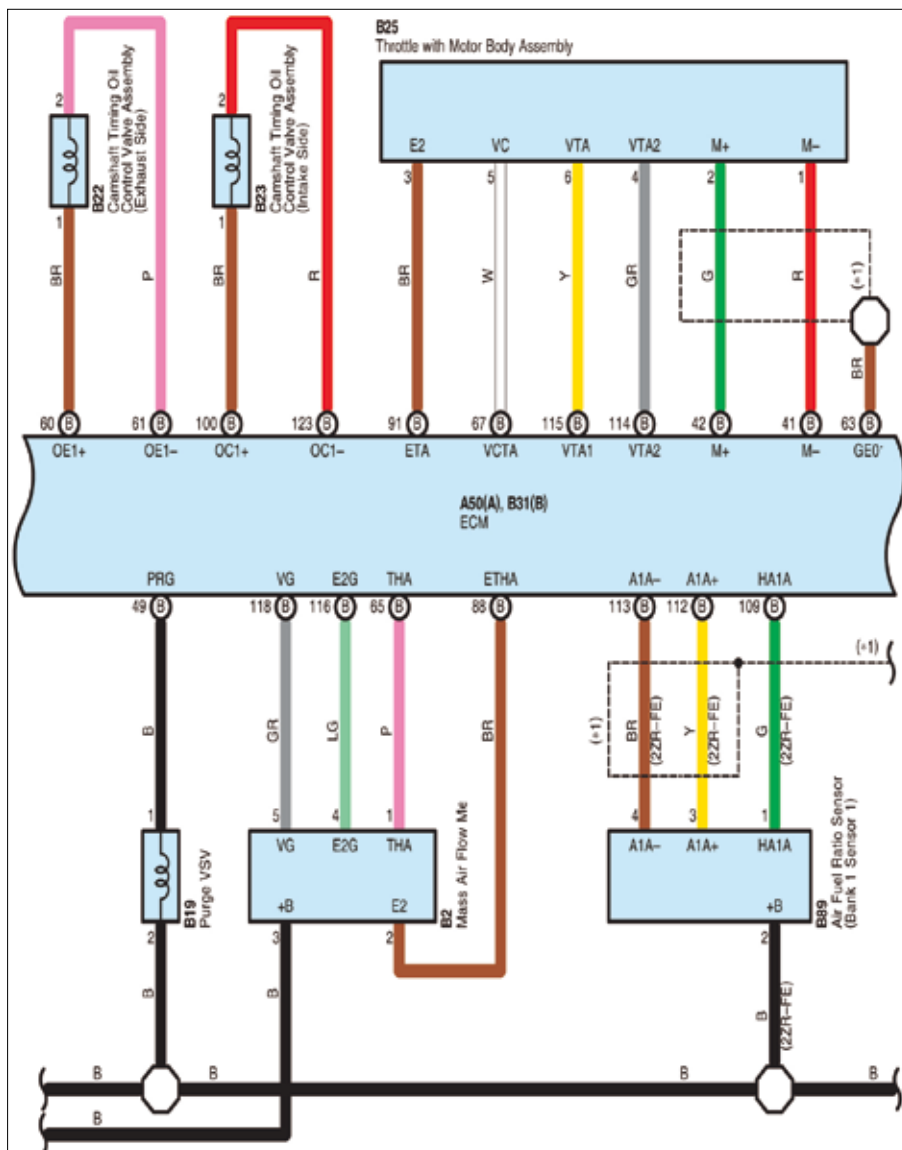 B25
Throttle with Motor Body Assembly
2
2
B22
Camshaft Timing Oil
Control Valve Assembly
(Exhaust Side)
B23
Camshaft Timing Oil
Control Valve Assembly
(Intake Side)
1
1
E2 VC VTA VTA2 M+ M−
3 5 6 4 2 1
BR P BR R BR W Y GR G R (∗1)
BR
60 B 61 B 100 B 123 B 91 B 67 B 115 B 114 B 42 B 41 B 63 B
OE1+ OE1− OC1+ OC1− ETA VCTA VTA1 VTA2 M+ M− GE0'
A50(A), B31(B)
ECM
PRG VG E2G THA ETHA A1A− A1A+ HA1A
49 B 118 B 116 B 65 B 88 B 113 B 112 B 109 B
(∗1)
B GR LG P BR (∗1) BR (2ZR−FE) Y (2ZR−FE) G (2ZR−FE)
1 5 4 1 4 3 1
VG E2G THA A1A− A1A+ HA1A
+B E2 +B
B19
Purge VSV
B2
Mass Air Flow Me
B89
Air Fuel Ratio Sensor
(Bank 1 Sensor 1)
2 3 2 2
B B B (2ZR−FE)
B B B B
B